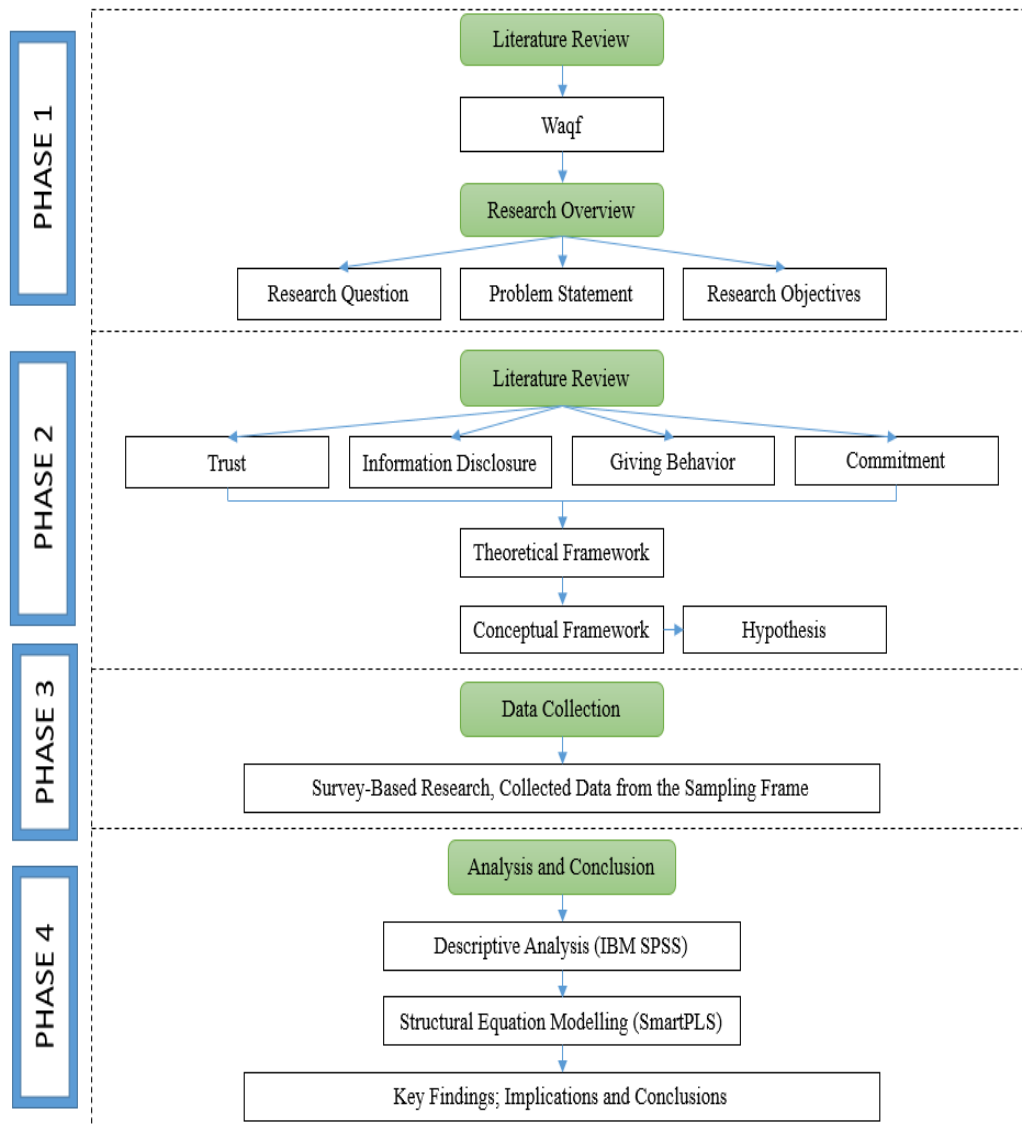 PHASE 1
Literature Review
Waqf
Research Overview
Research Question
Problem Statement
Research Objectives
PHASE 2
Literature Review
Trust
Information Disclosure
Giving Behavior
Commitment
Theoretical Framework
Conceptual Framework
Hypothesis
PHASE 3
Data Collection
Survey-Based Research, Collected Data from the Sampling Frame
PHASE 4
Analysis and Conclusion
Descriptive Analysis (IBM SPSS)
Structural Equation Modelling (SmartPLS)
Key Findings; Implications and Conclusions